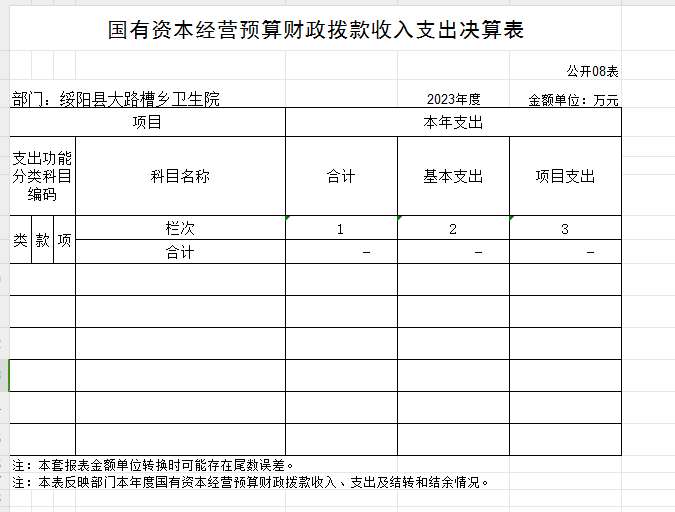 国有资本经营预算财政拨款收入支出决算表
公开08表
部门：绥阳县大路槽乡卫生院 2023年度 金额单位：万元
项目 本年支出
支出功能分类科目编码 科目名称 合计 基本支出 项目支出
类 款 项 栏次 1 2 3
合计 - - -
注：本套报表金额单位转换时可能存在尾数误差。
注：本表反映部门本年度国有资本经营预算财政拨款收入、支出及结转和结余情况。